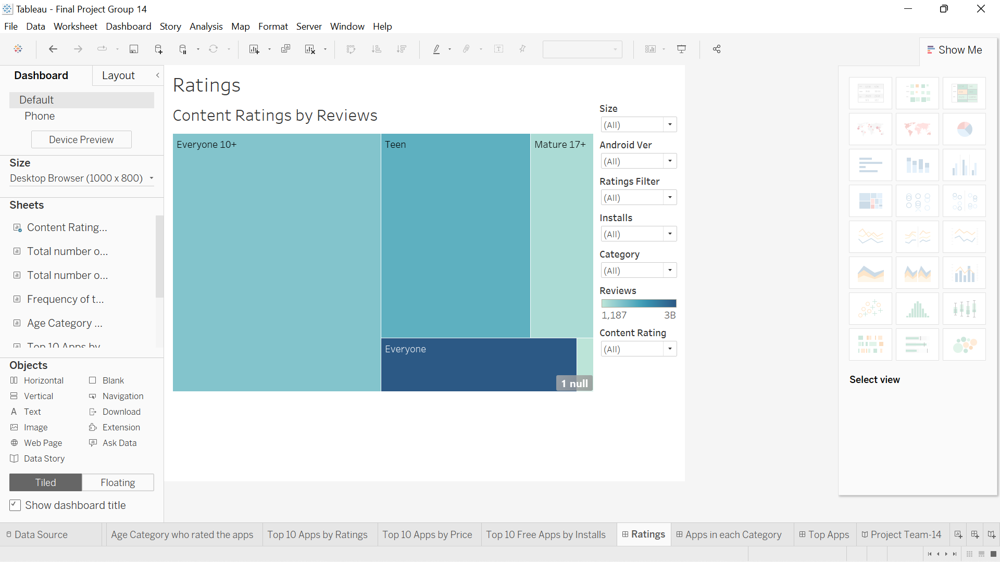 Tableau - Final Project Group 14
File Data Worksheet Dashboard Story Analysis Map Format Server Window Help
Show Me
Dashboard Layout
Default
Phone
Device Preview
Size
Desktop Browser (1000 x 800)
Sheets
Content Rating...
Total number o...
Total number o...
Frequency of t...
Age Category ...
Top 10 Apps by
Objects
Horizontal Blank
Vertical Navigation
Text Download
Image Extension
Web Page Ask Data
Data Story
Tiled Floating
Show dashboard title
Ratings
Content Ratings by Reviews
Everyone 10+
Teen
Mature 17+
Everyone
1 null
Size
(All)
Android Ver
(All)
Ratings Filter
(All)
Installs
(All)
Category
(All)
Reviews
1,187 3B
Content Rating
(All)
Select view
Data Source Age Category who rated the apps Top 10 Apps by Ratings Top 10 Apps by Price Top 10 Free Apps by Installs Ratings Apps in each Category Top Apps Project Team-14